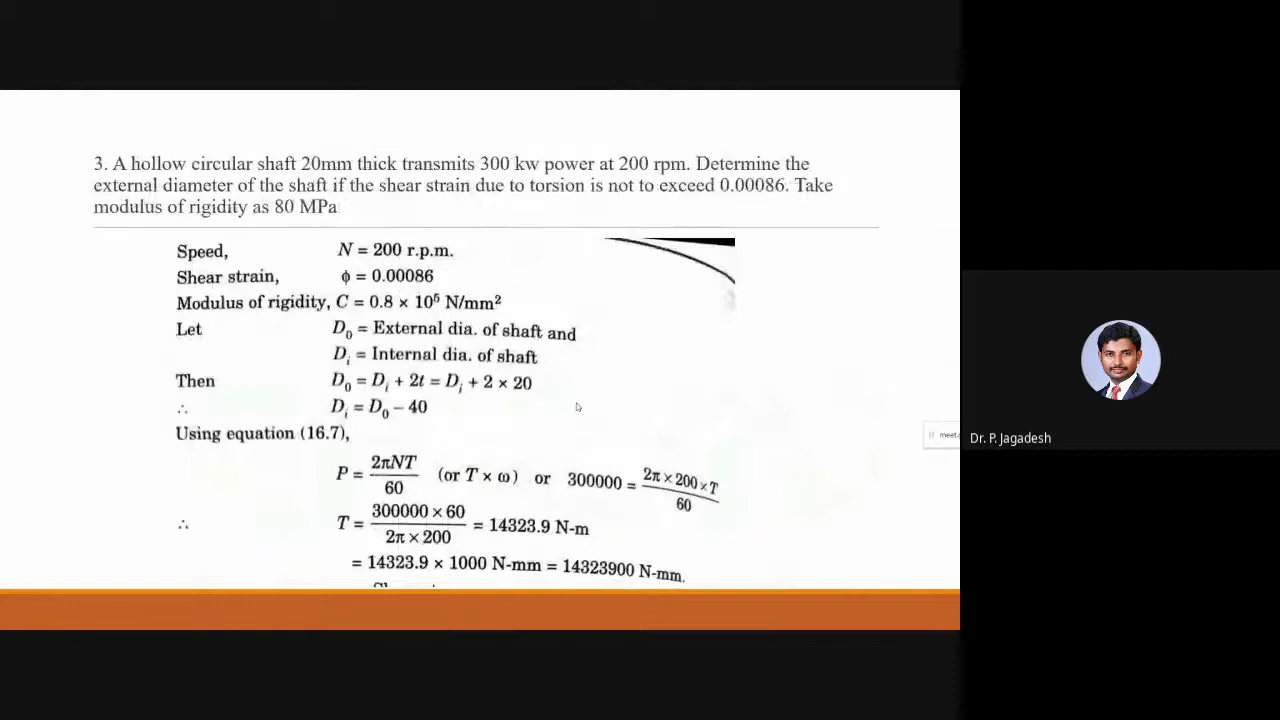 3. A hollow circular shaft 20mm thick transmits 300 kw power at 200 rpm. Determine the
external diameter of the shaft if the shear strain due to torsion is not to exceed 0.00086. Take
modulus of rigidity as 80 MPa
Speed, N = 200 r.p.m.
Shear strain, ϕ = 0.00086
Modulus of rigidity, C = 0.8 × 10⁵ N/mm²
Let D₀ = External dia. of shaft and
Dᵢ = Internal dia. of shaft
Then D₀ = Dᵢ + 2t = Dᵢ + 2 × 20
∴ Dᵢ = D₀ – 40
Using equation (16.7),
P = 2πNT/60 (or T × ω) or 300000 = 2π × 200 × T/60
∴ T = 300000 × 60/2π × 200 = 14323.9 N-m
= 14323.9 × 1000 N-mm = 14323900 N-mm.
meet.
Dr. P. Jagadesh